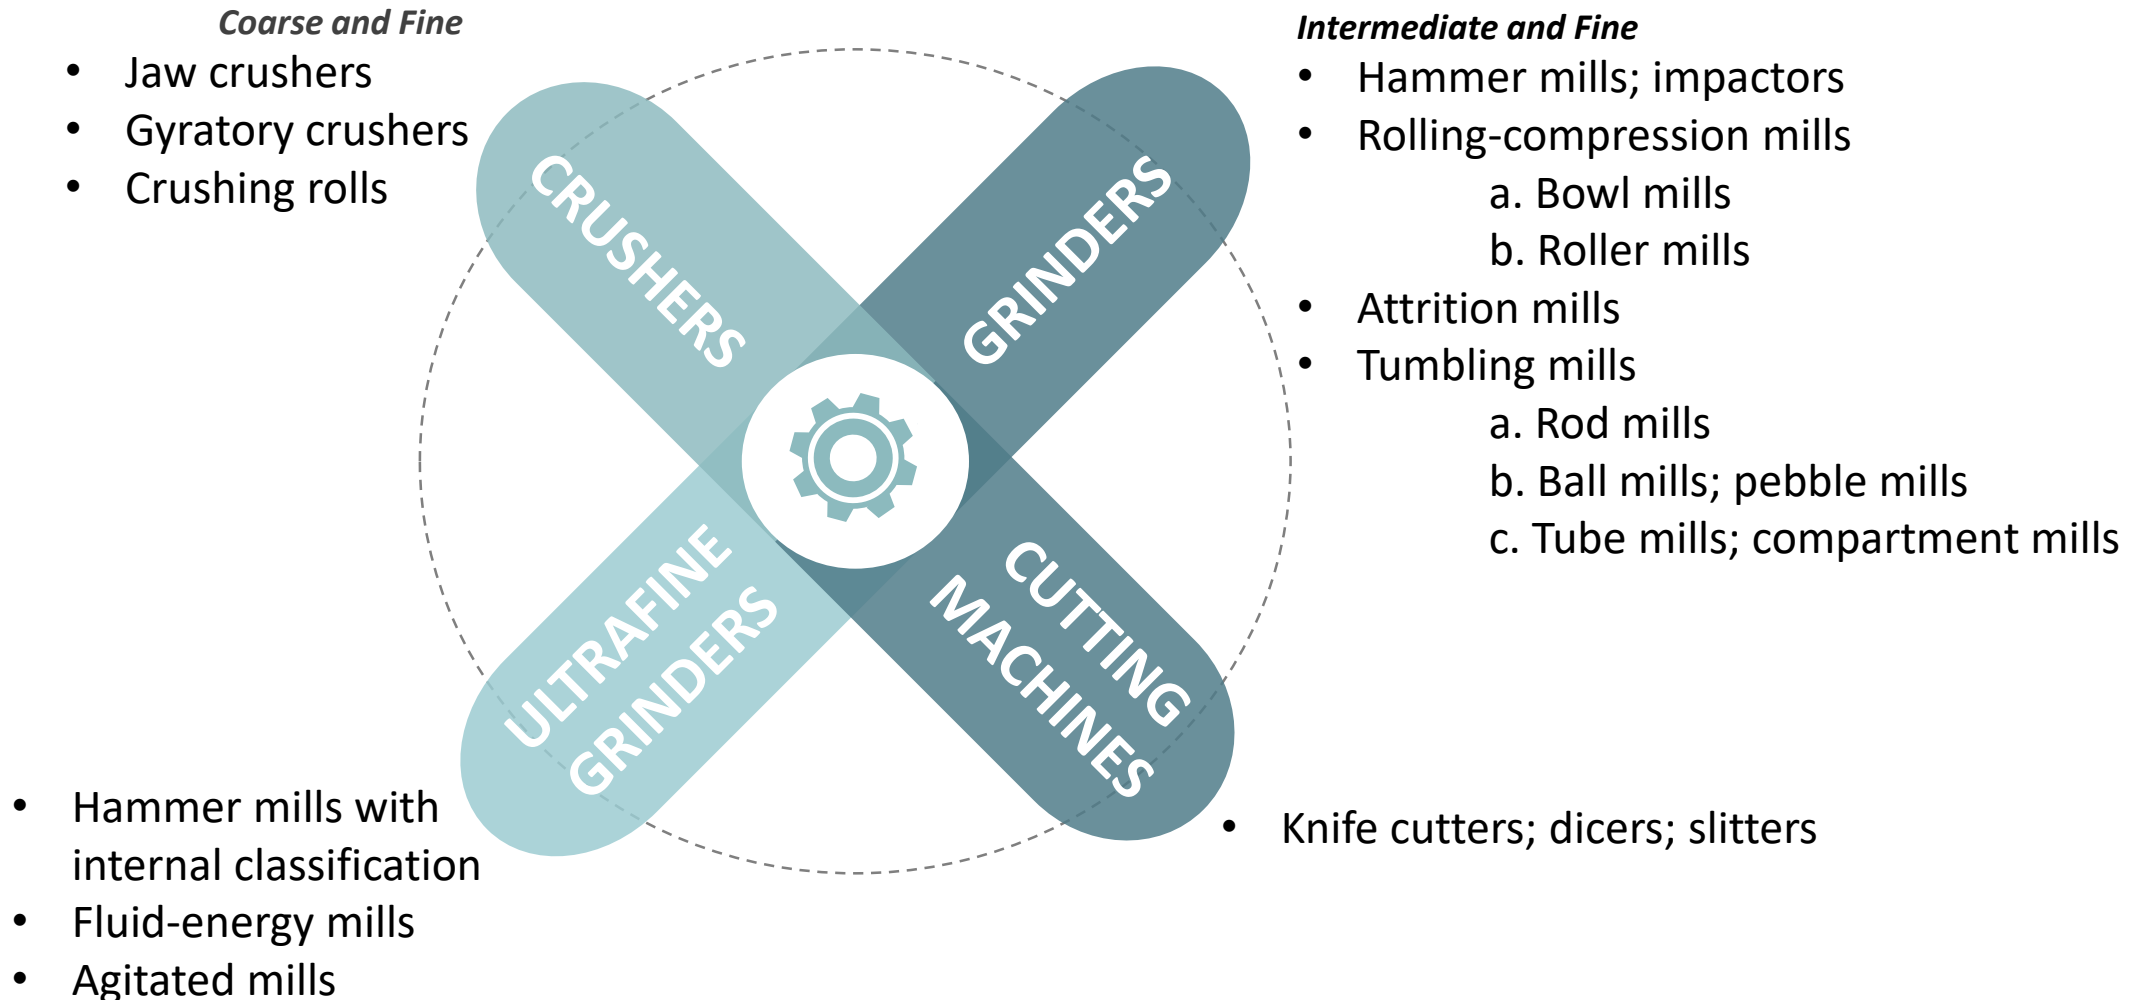 Coarse and Fine
• Jaw crushers
• Gyratory crushers
• Crushing rolls
CRUSHERS
Intermediate and Fine
• Hammer mills; impactors
• Rolling-compression mills
a. Bowl mills
b. Roller mills
• Attrition mills
• Tumbling mills
a. Rod mills
b. Ball mills; pebble mills
c. Tube mills; compartment mills
GRINDERS
ULTRAFINE
GRINDERS
• Hammer mills with
internal classification
• Fluid-energy mills
• Agitated mills
CUTTING
MACHINES
• Knife cutters; dicers; slitters